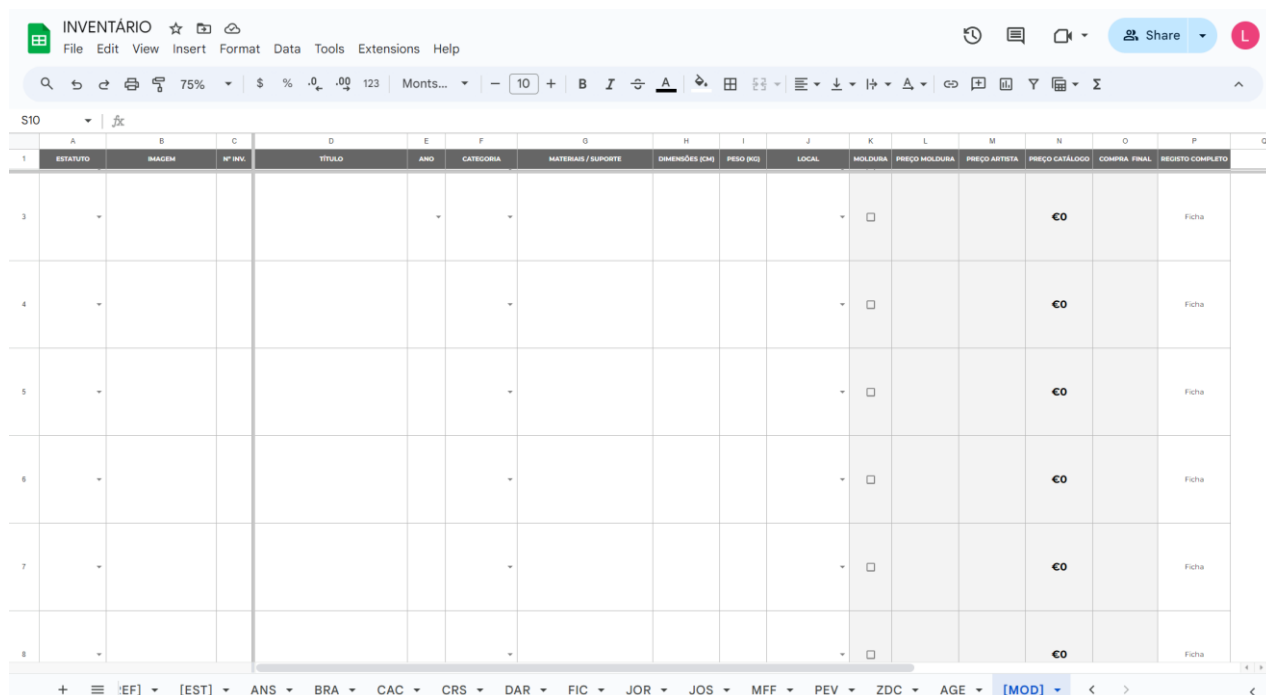 INVENTÁRIO
File Edit View Insert Format Data Tools Extensions Help
Share
L
75% $ % .0 .00 123 Monts... 10 B I A Σ
S10 fx
A B C D E F G H I J K L M N O P
1 ESTATUTO IMAGEM Nº INV. TÍTULO ANO CATEGORIA MATERIAIS / SUPORTE DIMENSÕES (CM) PESO (KG) LOCAL MOLDURA PREÇO MOLDURA PREÇO ARTISTA PREÇO CATÁLOGO COMPRA FINAL REGISTO COMPLETO
3 €0 Ficha
4 €0 Ficha
5 €0 Ficha
6 €0 Ficha
7 €0 Ficha
8 €0 Ficha
EF] [EST] ANS BRA CAC CRS DAR FIC JOR JOS MFF PEV ZDC AGE [MOD]